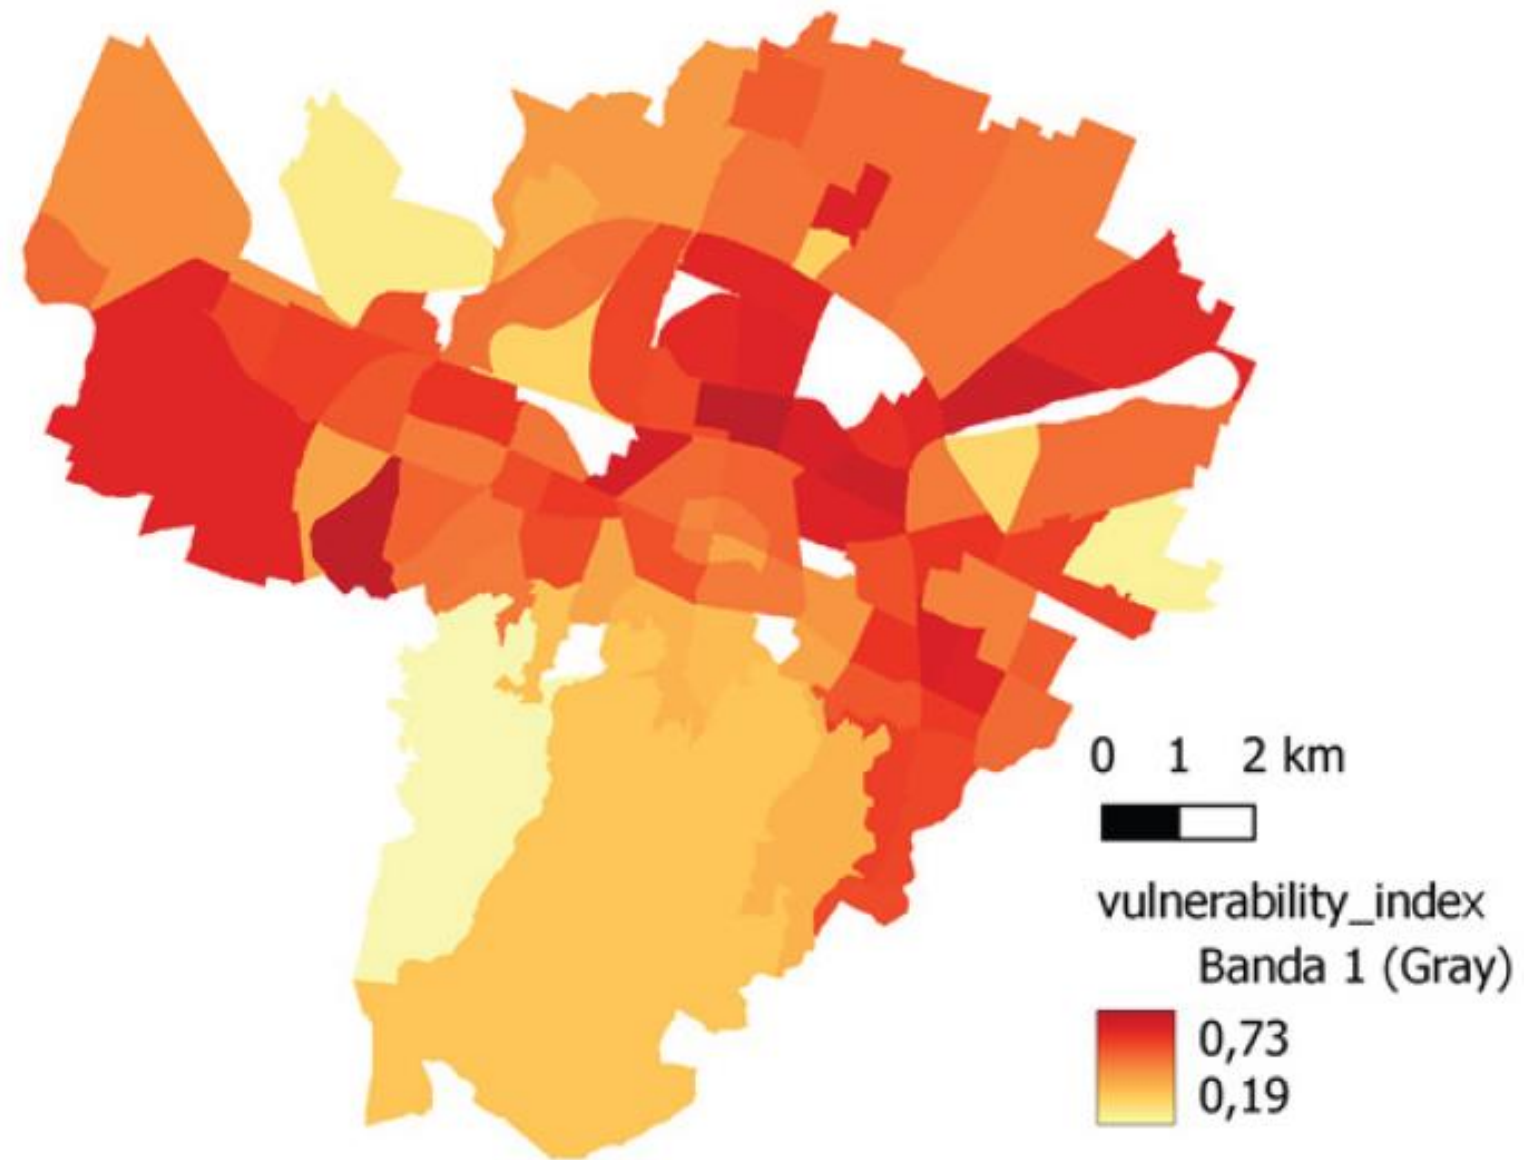 0 1 2 km
vulnerability_index
Banda 1 (Gray)
0,73
0,19